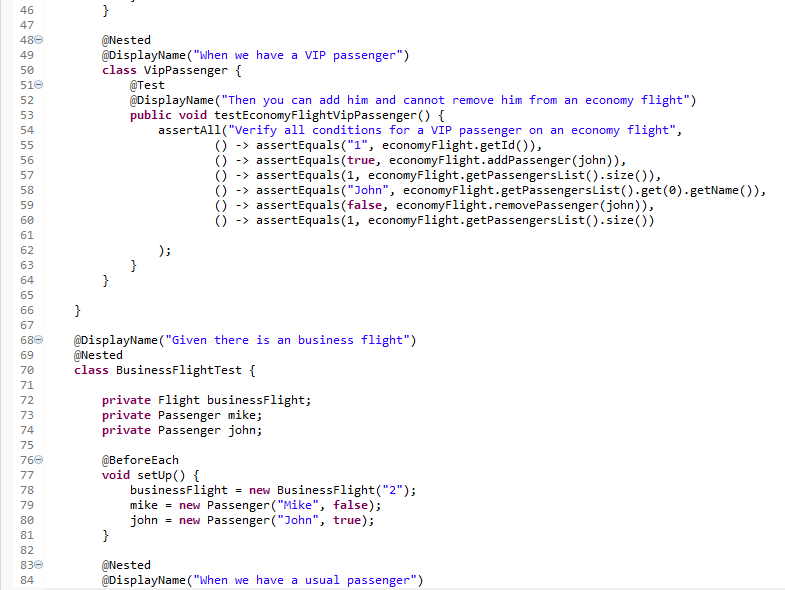 46 }
47
48 @Nested
49 @DisplayName("When we have a VIP passenger")
50 class VipPassenger {
51 @Test
52 @DisplayName("Then you can add him and cannot remove him from an economy flight")
53 public void testEconomyFlightVipPassenger() {
54 assertAll("Verify all conditions for a VIP passenger on an economy flight",
55 () -> assertEquals("1", economyFlight.getId()),
56 () -> assertEquals(true, economyFlight.addPassenger(john)),
57 () -> assertEquals(1, economyFlight.getPassengersList().size()),
58 () -> assertEquals("John", economyFlight.getPassengersList().get(0).getName()),
59 () -> assertEquals(false, economyFlight.removePassenger(john)),
60 () -> assertEquals(1, economyFlight.getPassengersList().size())
61
62 );
63 }
64 }
65
66 }
67
68 @DisplayName("Given there is an business flight")
69 @Nested
70 class BusinessFlightTest {
71
72 private Flight businessFlight;
73 private Passenger mike;
74 private Passenger john;
75
76 @BeforeEach
77 void setUp() {
78 businessFlight = new BusinessFlight("2");
79 mike = new Passenger("Mike", false);
80 john = new Passenger("John", true);
81 }
82
83 @Nested
84 @DisplayName("When we have a usual passenger")